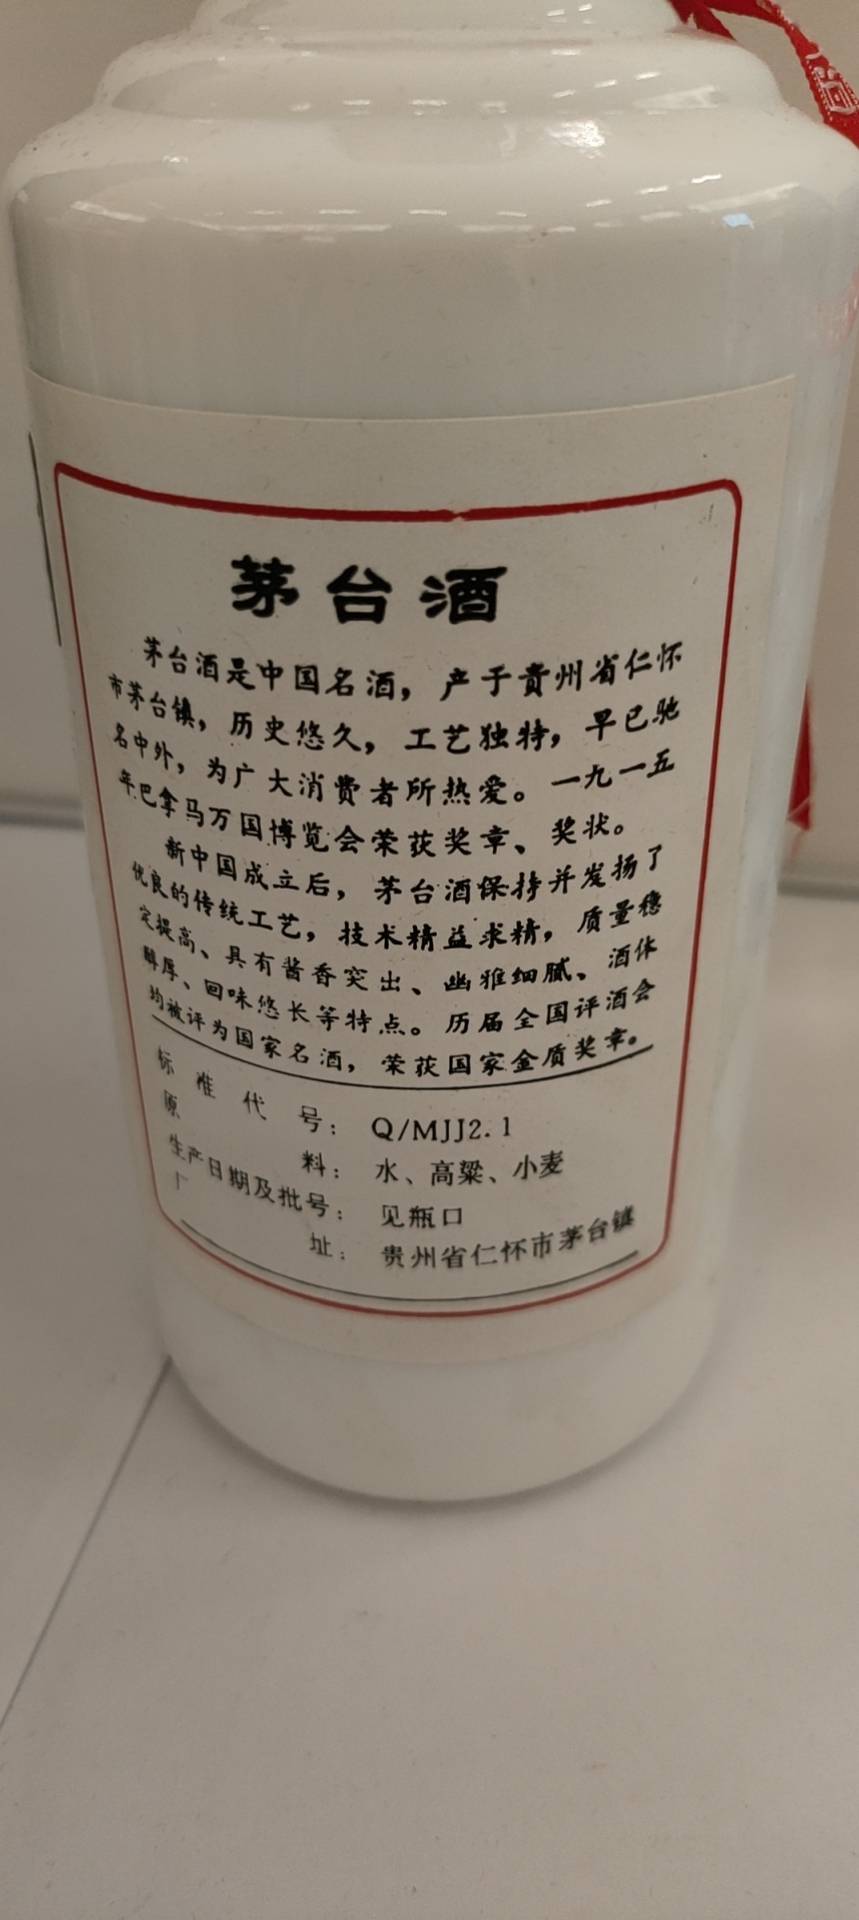 茅台酒
茅台酒是中国名酒，产于贵州省仁怀
市茅台镇，历史悠久，工艺独特，早已驰
名中外，为广大消费者所热爱。一九一五
年巴拿马万国博览会荣获奖章、奖状。
新中国成立后，茅台酒保持并发扬了
优良的传统工艺，技术精益求精，质量稳
定提高、具有酱香突出、幽雅细腻、酒体
醇厚、回味悠长等特点。历届全国评酒会
均被评为国家名酒，荣获国家金质奖章。
标准代号：Q/MJJ2.1
原料：水、高粱、小麦
生产日期及批号：见瓶口
厂址：贵州省仁怀市茅台镇